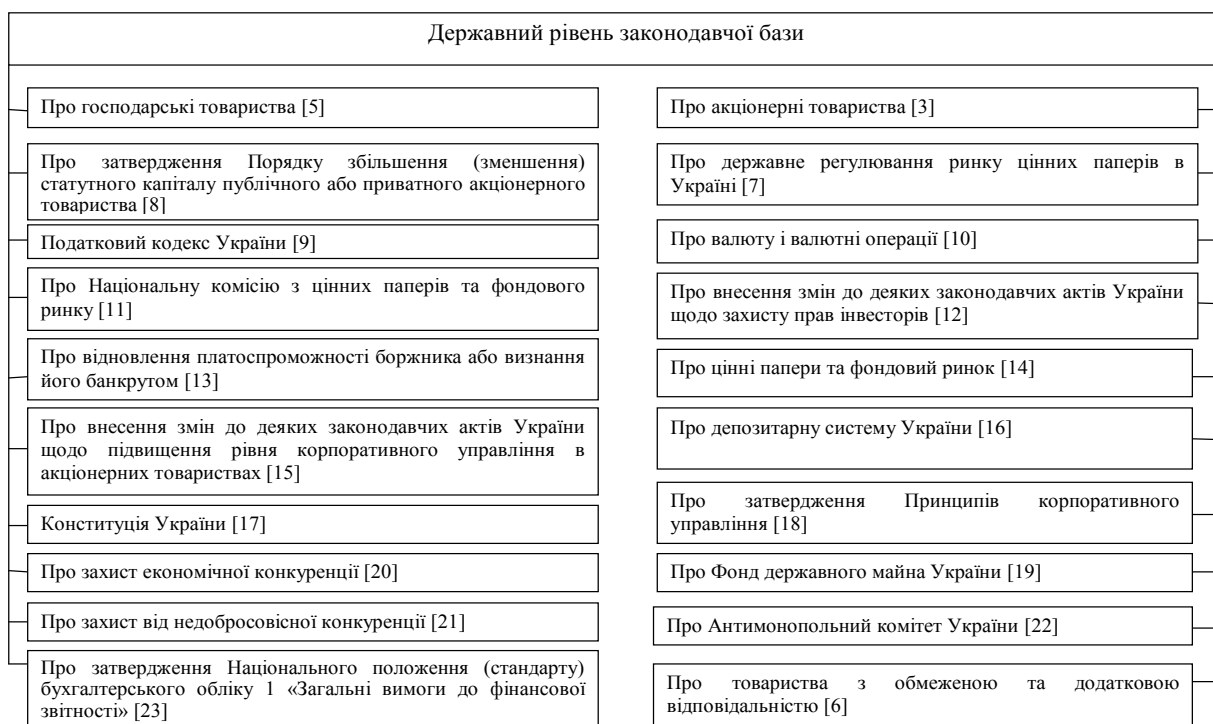 Державний рівень законодавчої бази
Про господарські товариства [5]
Про акціонерні товариства [3]
Про затвердження Порядку збільшення (зменшення)
статутного капіталу публічного або приватного акціонерного
товариства [8]
Про державне регулювання ринку цінних паперів в
Україні [7]
Податковий кодекс України [9]
Про валюту і валютні операції [10]
Про Національну комісію з цінних паперів та фондового
ринку [11]
Про внесення змін до деяких законодавчих актів України
щодо захисту прав інвесторів [12]
Про відновлення платоспроможності боржника або визнання
його банкрутом [13]
Про цінні папери та фондовий ринок [14]
Про внесення змін до деяких законодавчих актів України
щодо підвищення рівня корпоративного управління в
акціонерних товариствах [15]
Про депозитарну систему України [16]
Конституція України [17]
Про затвердження Принципів корпоративного
управління [18]
Про захист економічної конкуренції [20]
Про Фонд державного майна України [19]
Про захист від недобросовісної конкуренції [21]
Про Антимонопольний комітет України [22]
Про затвердження Національного положення (стандарту)
бухгалтерського обліку 1 «Загальні вимоги до фінансової
звітності» [23]
Про товариства з обмеженою та додатковою
відповідальністю [6]